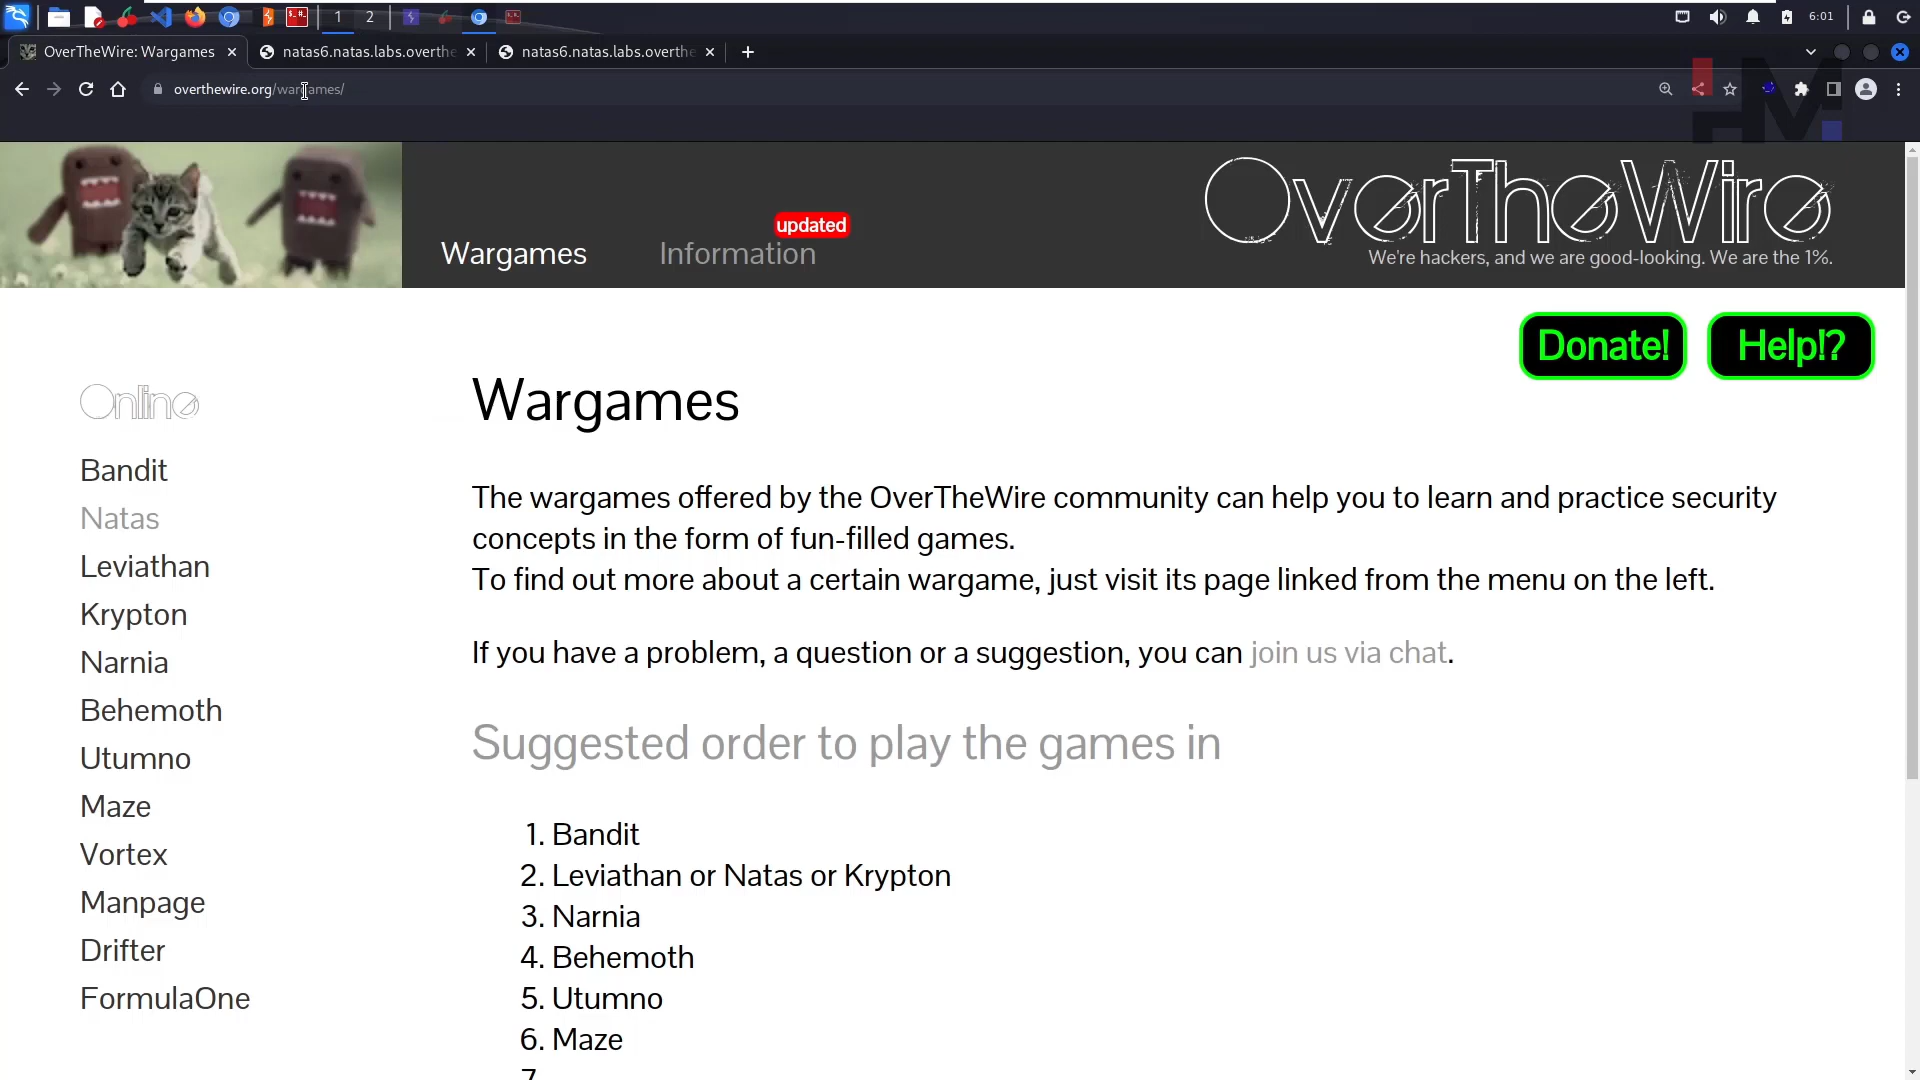 1 2 6:01
OverTheWire: Wargames natas6.natas.labs.overthe natas6.natas.labs.overthe
overthewire.org/wargames/
HM
OverTheWire
We're hackers, and we are good-looking. We are the 1%.
Wargames Information updated
Donate! Help!?
Online
Bandit
Natas
Leviathan
Krypton
Narnia
Behemoth
Utumno
Maze
Vortex
Manpage
Drifter
FormulaOne
Wargames
The wargames offered by the OverTheWire community can help you to learn and practice security
concepts in the form of fun-filled games.
To find out more about a certain wargame, just visit its page linked from the menu on the left.
If you have a problem, a question or a suggestion, you can join us via chat.
Suggested order to play the games in
1. Bandit
2. Leviathan or Natas or Krypton
3. Narnia
4. Behemoth
5. Utumno
6. Maze